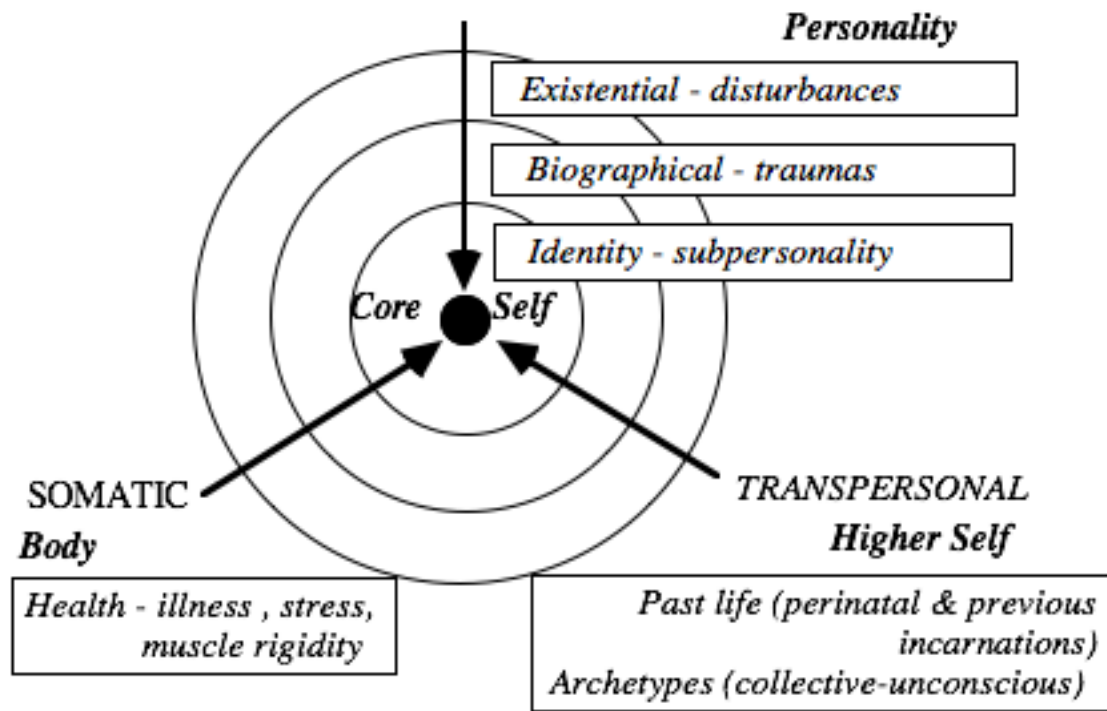 Personality
Existential - disturbances
Biographical - traumas
Identity - subpersonality
Core Self
SOMATIC
Body
Health - illness , stress,
muscle rigidity
TRANSPERSONAL
Higher Self
Past life (perinatal & previous
incarnations)
Archetypes (collective-unconscious)